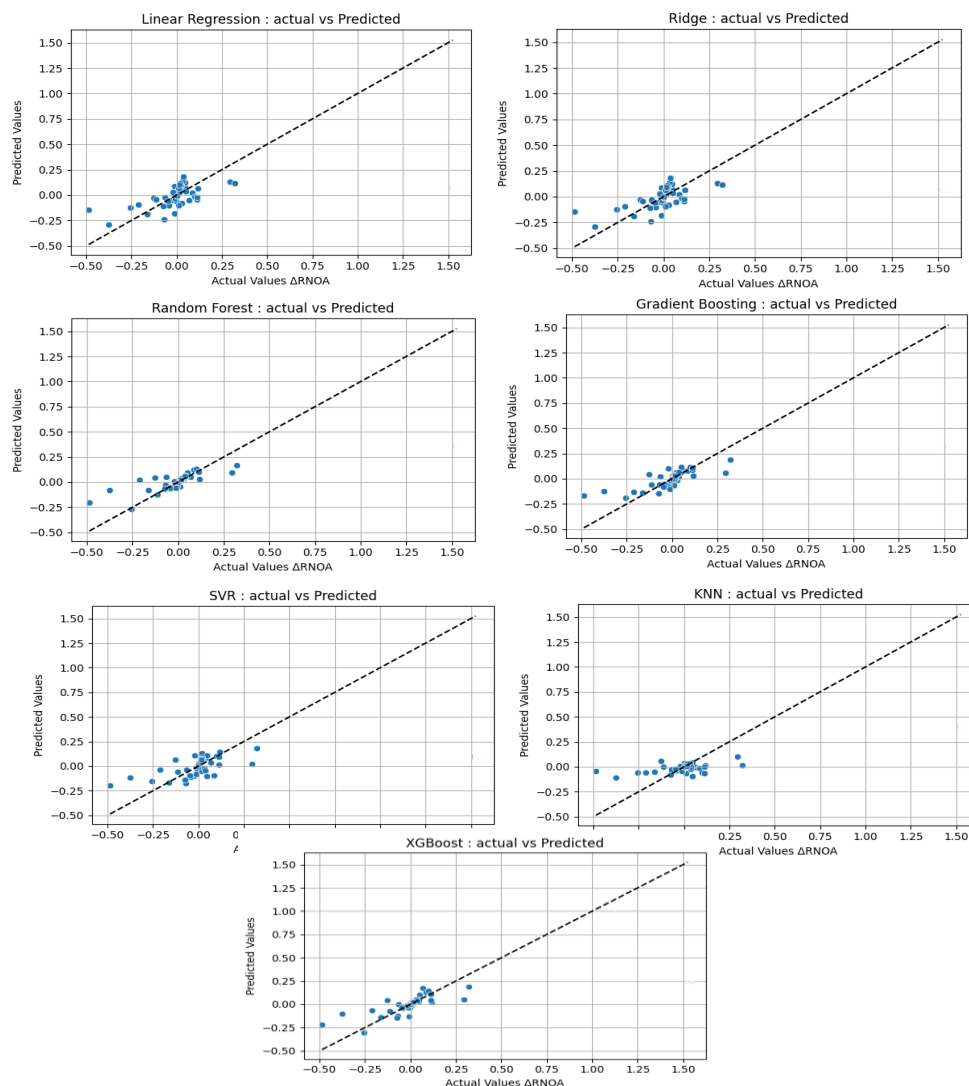 Linear Regression : actual vs Predicted
Predicted Values
1.50
1.25
1.00
0.75
0.50
0.25
0.00
−0.25
−0.50
−0.50 −0.25 0.00 0.25 0.50 0.75 1.00 1.25 1.50
Actual Values ΔRNOA
Ridge : actual vs Predicted
Predicted Values
1.50
1.25
1.00
0.75
0.50
0.25
0.00
−0.25
−0.50
−0.50 −0.25 0.00 0.25 0.50 0.75 1.00 1.25 1.50
Actual Values ΔRNOA
Random Forest : actual vs Predicted
Predicted Values
1.50
1.25
1.00
0.75
0.50
0.25
0.00
−0.25
−0.50
−0.50 −0.25 0.00 0.25 0.50 0.75 1.00 1.25 1.50
Actual Values ΔRNOA
Gradient Boosting : actual vs Predicted
Predicted Values
1.50
1.25
1.00
0.75
0.50
0.25
0.00
−0.25
−0.50
−0.50 −0.25 0.00 0.25 0.50 0.75 1.00 1.25 1.50
Actual Values ΔRNOA
SVR : actual vs Predicted
Predicted Values
1.50
1.25
1.00
0.75
0.50
0.25
0.00
−0.25
−0.50
−0.50 −0.25 0.00
KNN : actual vs Predicted
Predicted Values
1.50
1.25
1.00
0.75
0.50
0.25
0.00
−0.25
−0.50
0.25 0.50 0.75 1.00 1.25 1.50
Actual Values ΔRNOA
XGBoost : actual vs Predicted
Predicted Values
1.50
1.25
1.00
0.75
0.50
0.25
0.00
−0.25
−0.50
−0.50 −0.25 0.00 0.25 0.50 0.75 1.00 1.25 1.50
Actual Values ΔRNOA